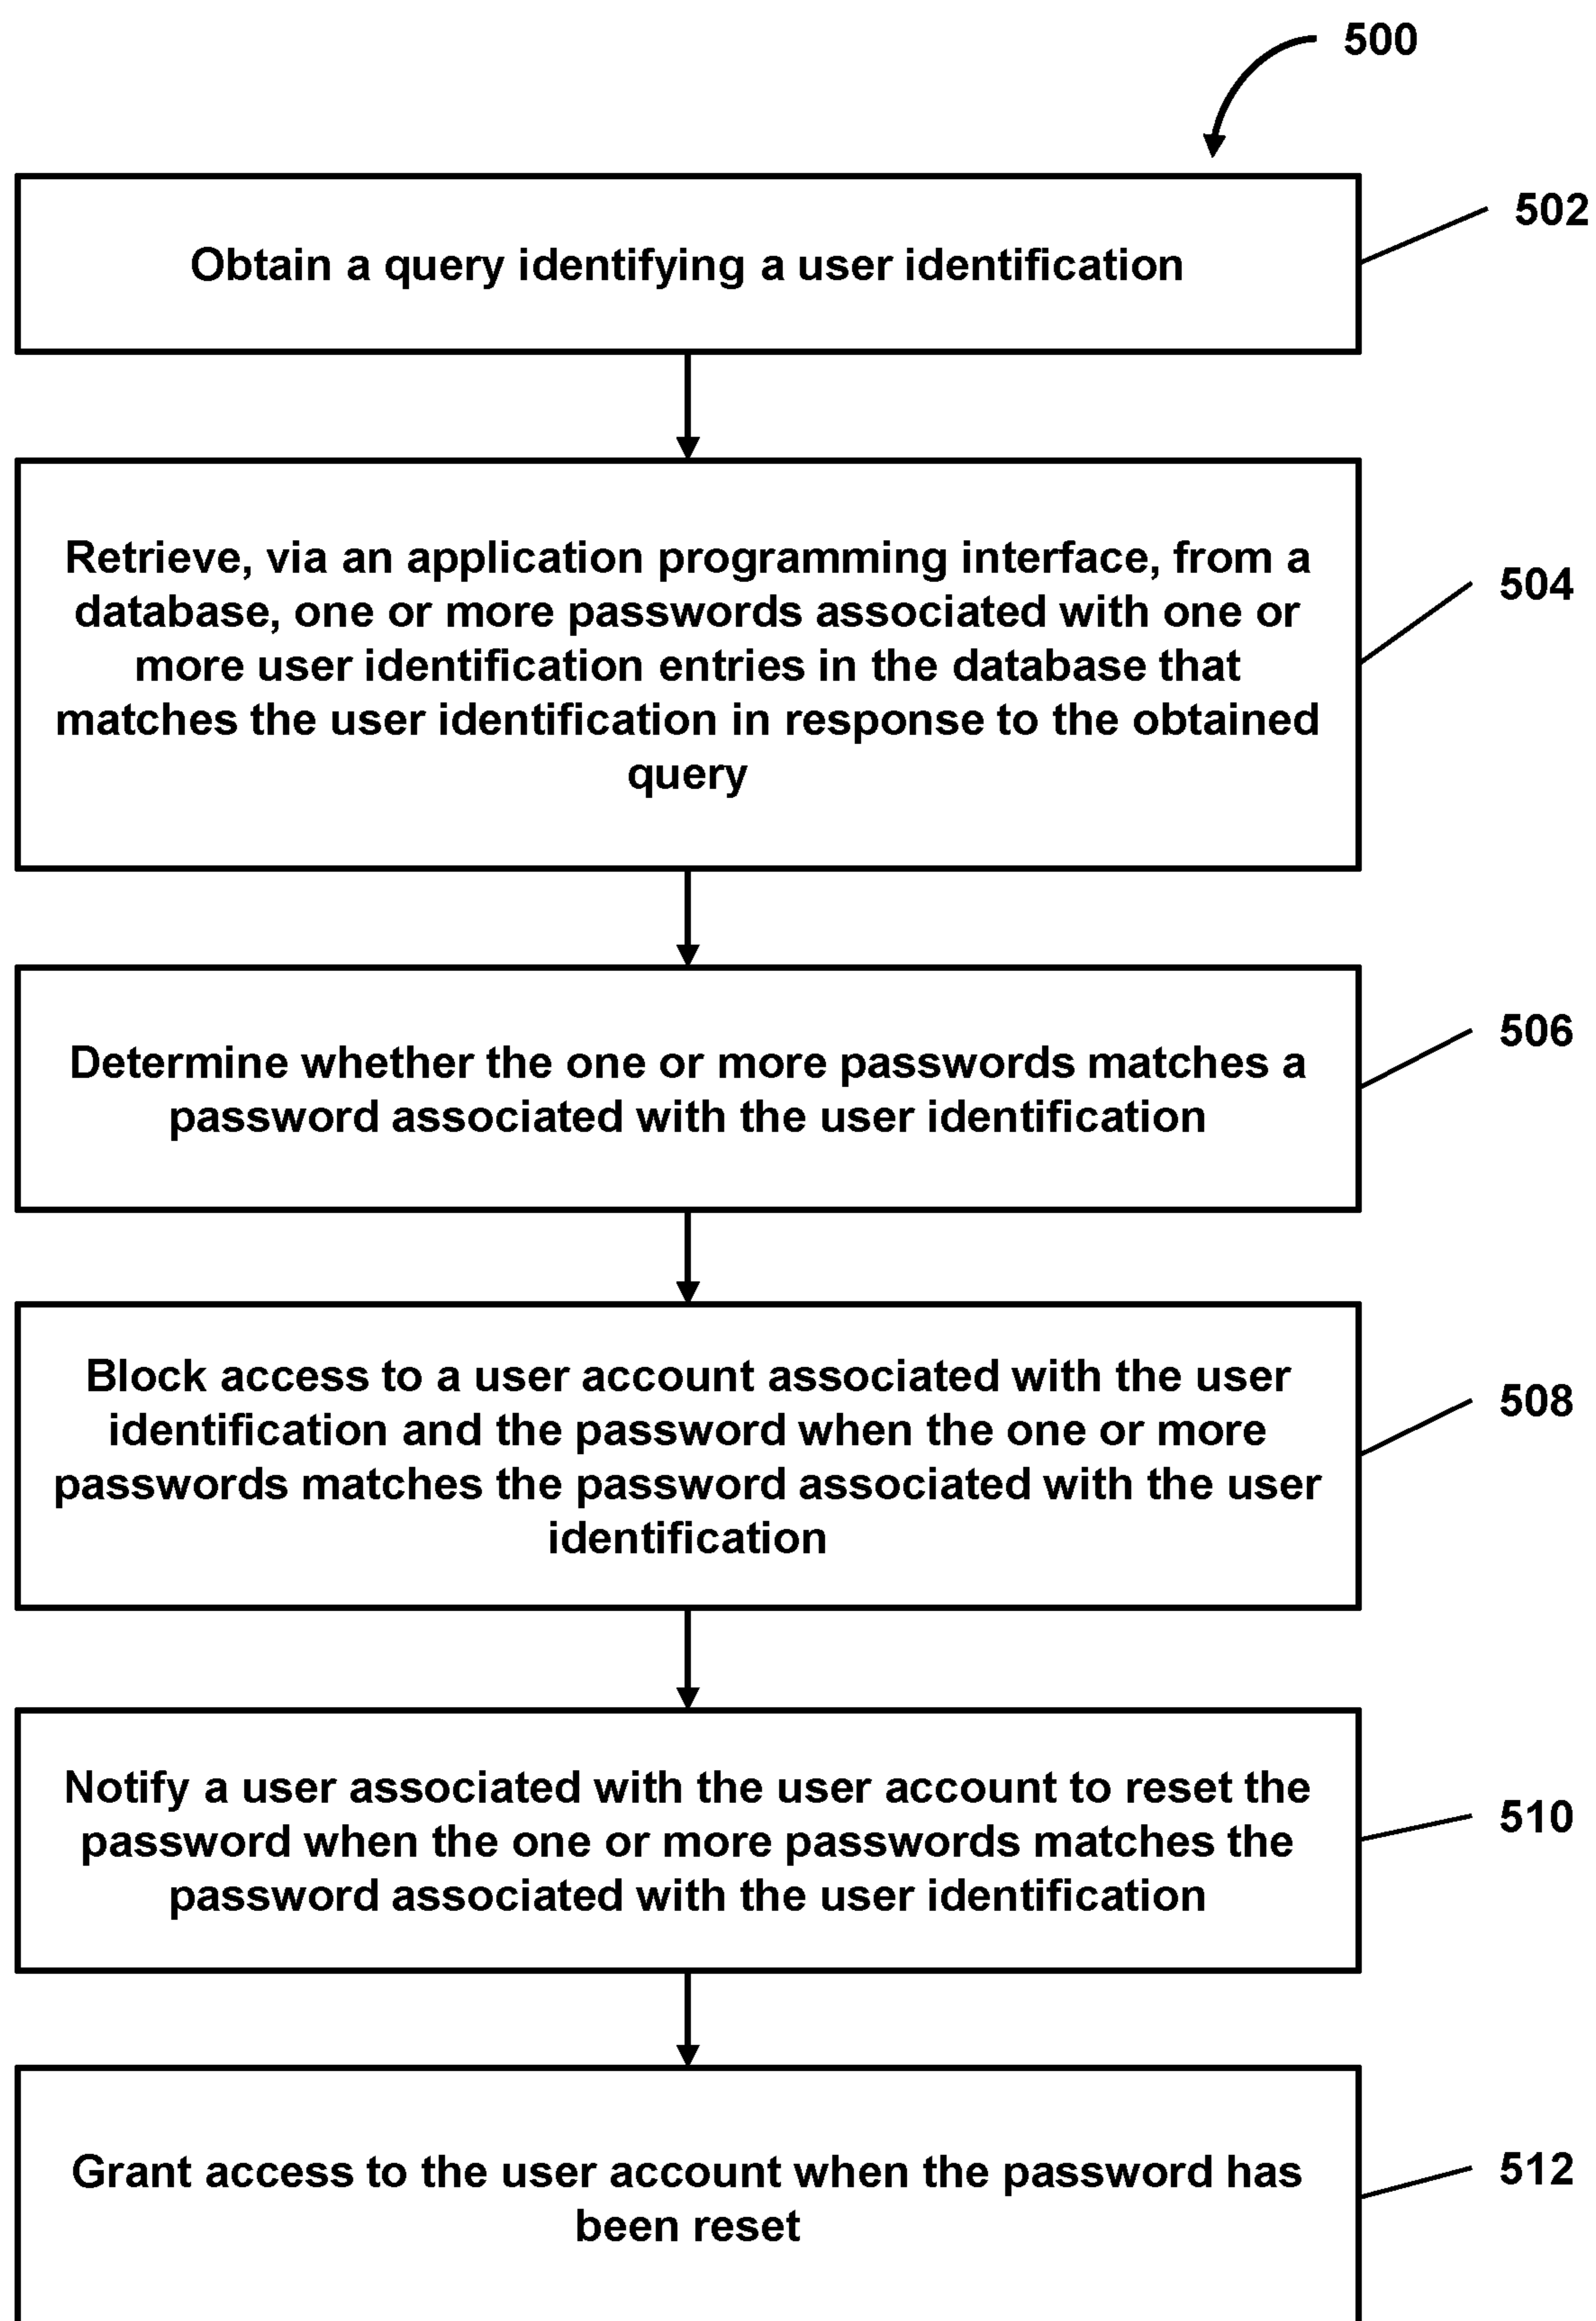 500
502
Obtain a query identifying a user identification
504
Retrieve, via an application programming interface, from a
database, one or more passwords associated with one or
more user identification entries in the database that
matches the user identification in response to the obtained
query
506
Determine whether the one or more passwords matches a
password associated with the user identification
508
Block access to a user account associated with the user
identification and the password when the one or more
passwords matches the password associated with the user
identification
510
Notify a user associated with the user account to reset the
password when the one or more passwords matches the
password associated with the user identification
512
Grant access to the user account when the password has
been reset